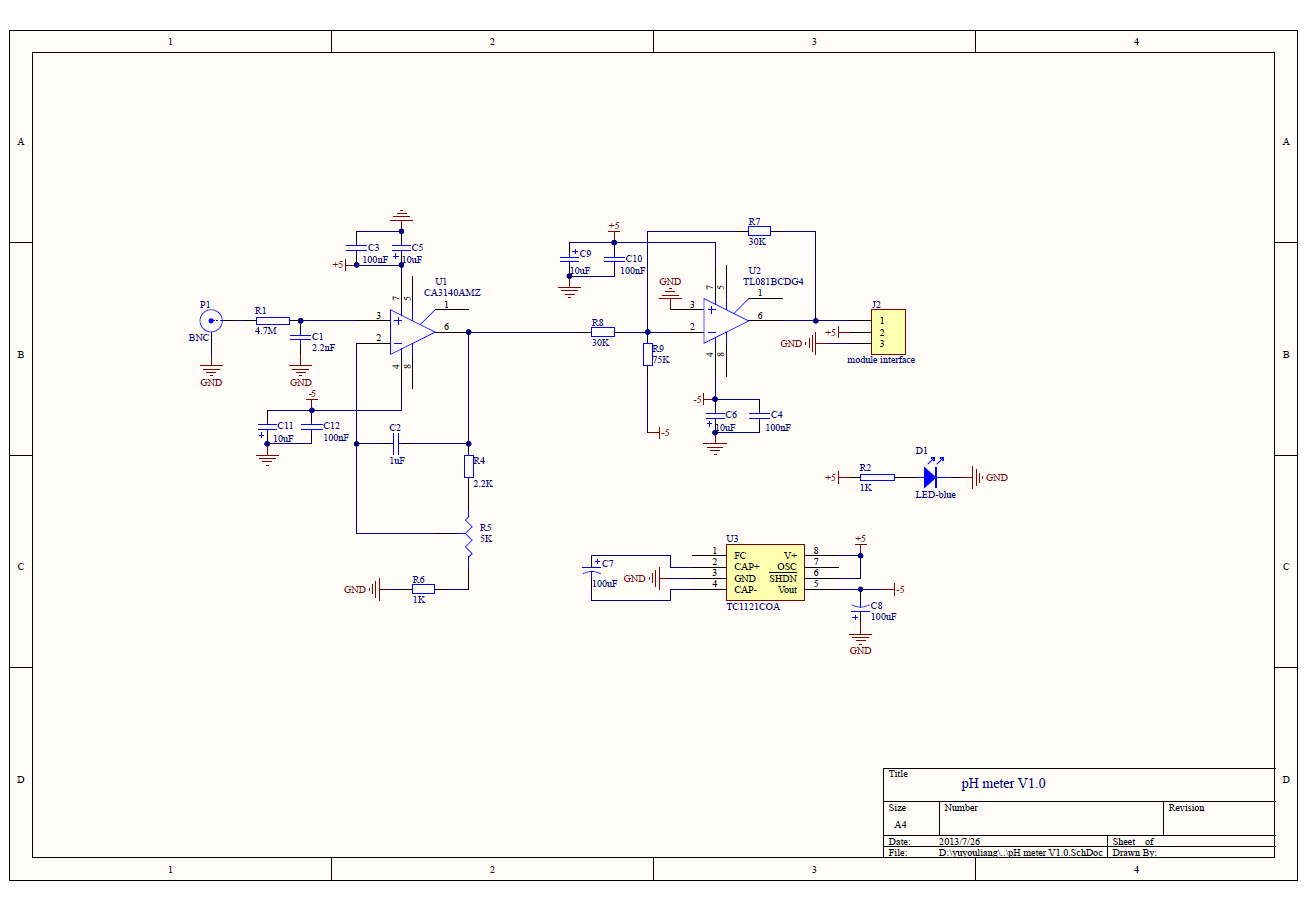 1 2 3 4
A A
B B
C C
D D
C3
100nF
C5
10uF
+5
U1
CA3140AMZ
7 5 1
3
2
6
4 8
P1
BNC
GND
R1
4.7M
C1
2.2nF
GND
-5
C11
10uF
C12
100nF
C2
1uF
R4
2.2K
R5
5K
R6
1K
GND
+5
C9
10uF
C10
100nF
R7
30K
GND
U2
TL081BCDG4
7 5 1
3
2
6
4 8
R8
30K
R9
75K
-5
-5
C6
10uF
C4
100nF
J2
1
2
3
+5
GND
module interface
D1
+5
R2
1K
LED-blue
GND
U3
1 FC V+ 8
2 CAP+ OSC 7
3 GND SHDN 6
4 CAP- Vout 5
TC1121COA
C7
100uF
GND
+5
-5
C8
100uF
GND
Title
pH meter V1.0
Size Number Revision
A4
Date: 2013/7/26 Sheet of
File: D:\yuyouliang\..\pH meter V1.0.SchDoc Drawn By:
1 2 3 4